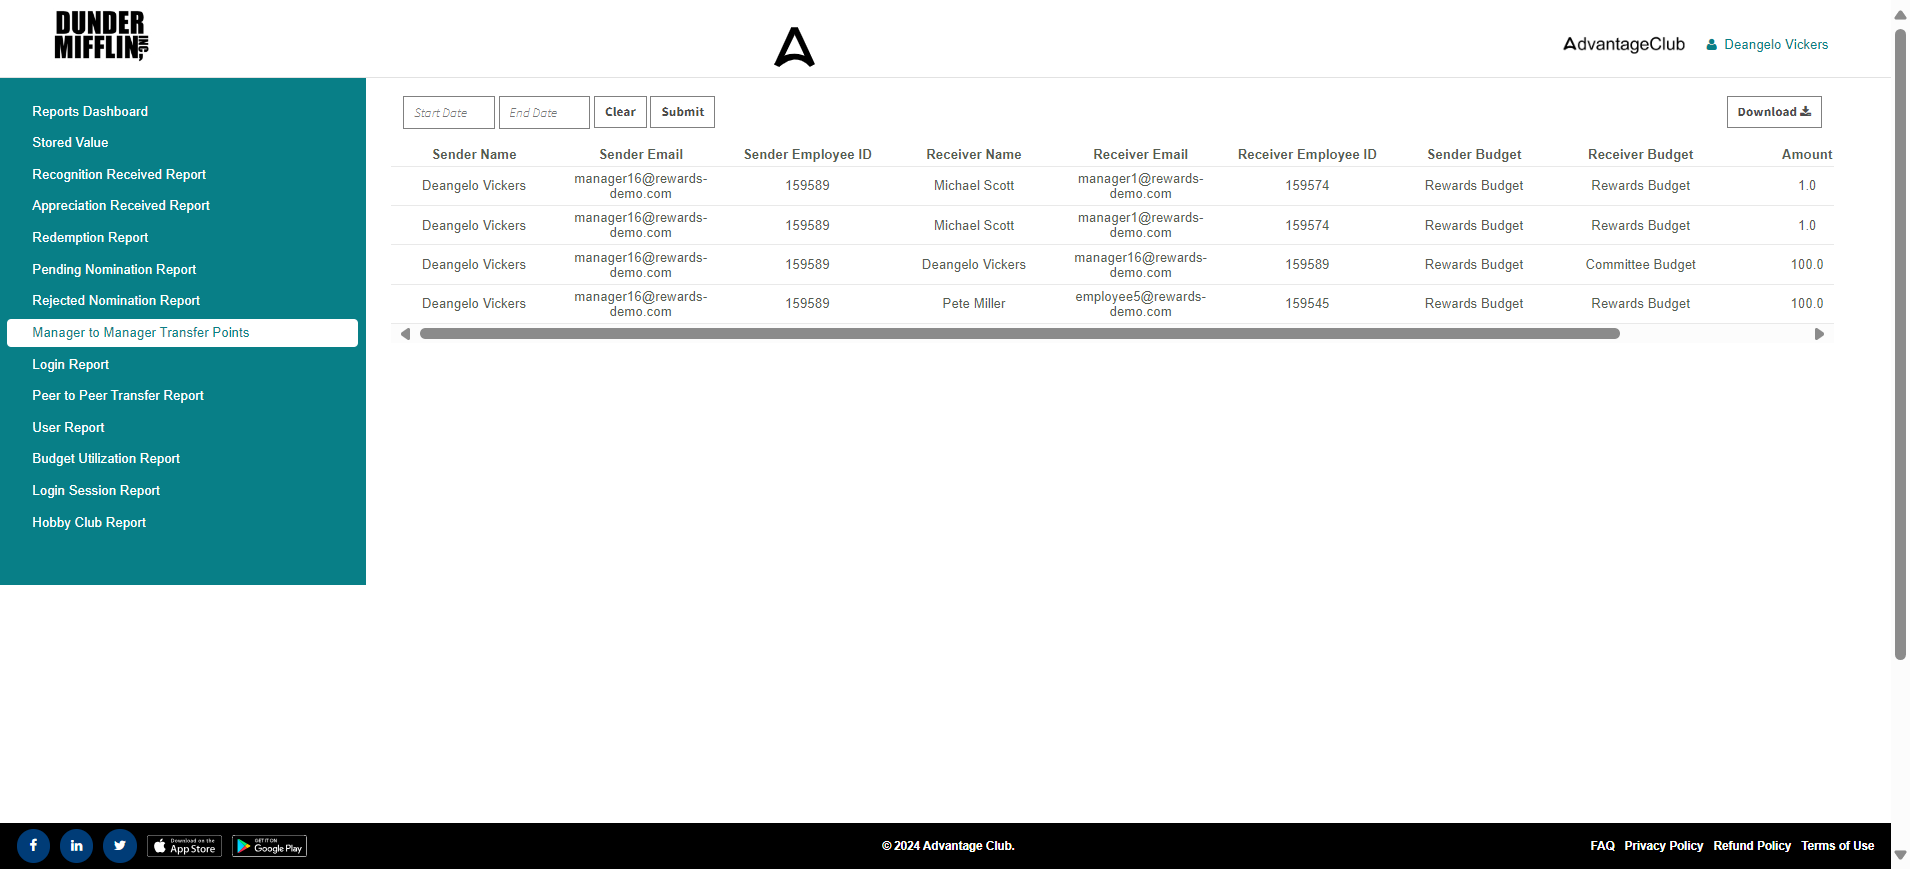 DUNDER
MIFFLIN, INC
AdvantageClub
Deangelo Vickers
Reports Dashboard
Stored Value
Recognition Received Report
Appreciation Received Report
Redemption Report
Pending Nomination Report
Rejected Nomination Report
Manager to Manager Transfer Points
Login Report
Peer to Peer Transfer Report
User Report
Budget Utilization Report
Login Session Report
Hobby Club Report
Start Date End Date Clear Submit Download
Sender Name Sender Email Sender Employee ID Receiver Name Receiver Email Receiver Employee ID Sender Budget Receiver Budget Amount
Deangelo Vickers manager16@rewards-demo.com 159589 Michael Scott manager1@rewards-demo.com 159574 Rewards Budget Rewards Budget 1.0
Deangelo Vickers manager16@rewards-demo.com 159589 Michael Scott manager1@rewards-demo.com 159574 Rewards Budget Rewards Budget 1.0
Deangelo Vickers manager16@rewards-demo.com 159589 Deangelo Vickers manager16@rewards-demo.com 159589 Rewards Budget Committee Budget 100.0
Deangelo Vickers manager16@rewards-demo.com 159589 Pete Miller employee5@rewards-demo.com 159545 Rewards Budget Rewards Budget 100.0
Download on the
App Store
GET IT ON
Google Play
© 2024 Advantage Club.
FAQ Privacy Policy Refund Policy Terms of Use